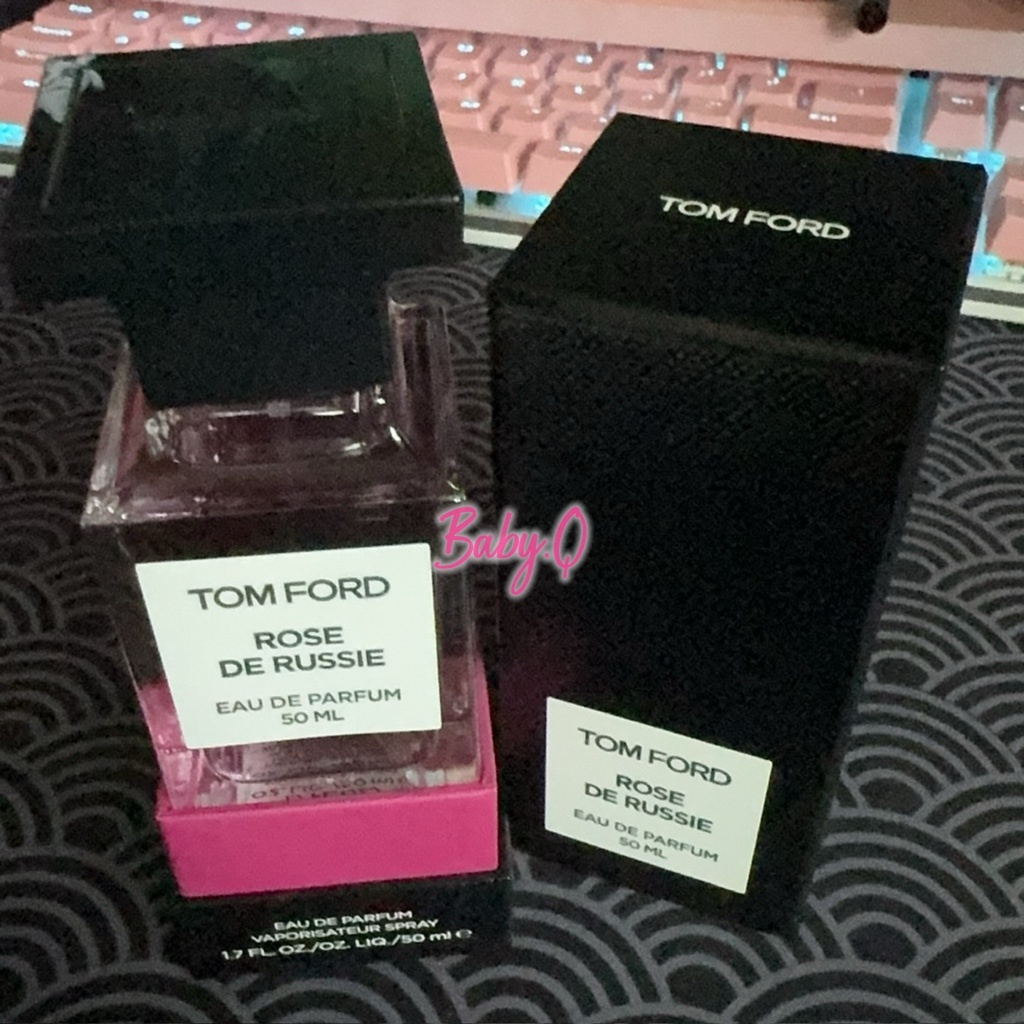 TOM FORD
Baby.Q
TOM FORD
ROSE
DE RUSSIE
EAU DE PARFUM
50 ML
TOM FORD
ROSE
DE RUSSIE
EAU DE PARFUM
50 ML
EAU DE PARFUM
VAPORISATEUR SPRAY
1.7 FL. OZ./OZ. LIQ./50 ml e